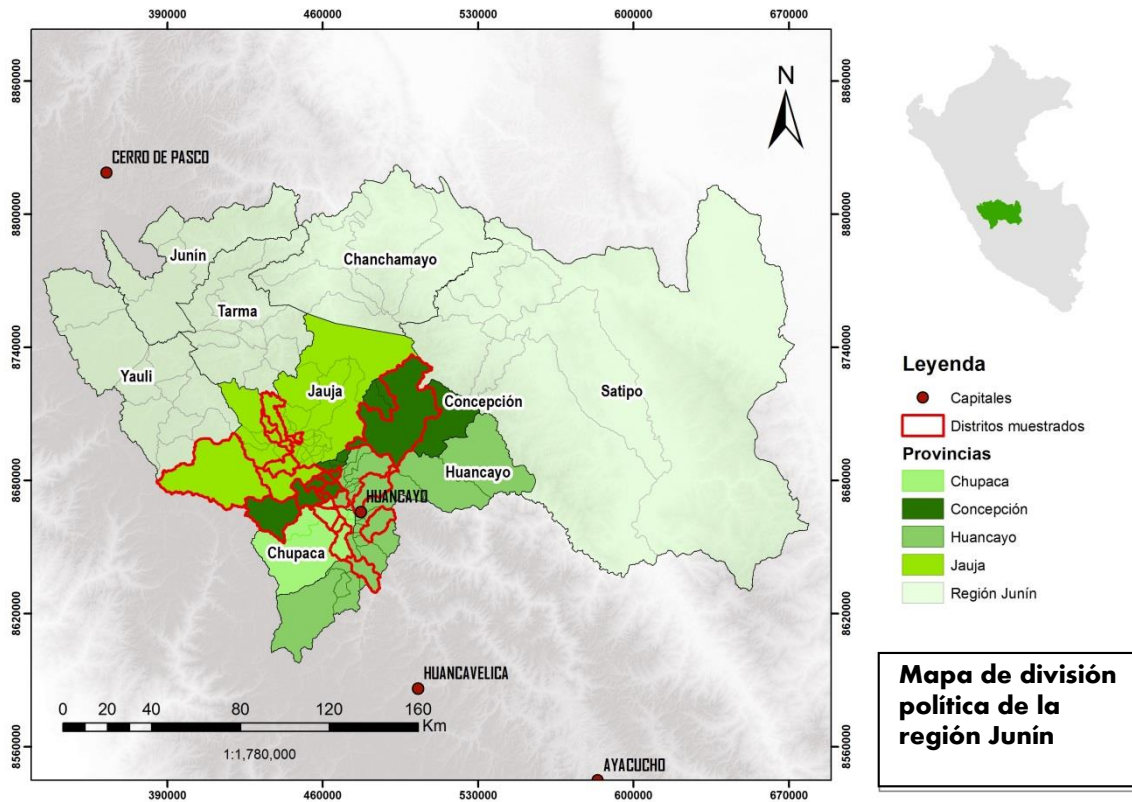 390000 460000 530000 600000 670000
8860000
8800000
8740000
8680000
8620000
8560000
N
CERRO DE PASCO
Junín
Chanchamayo
Tarma
Yauli
Jauja
Concepción
Satipo
Huancayo
HUANCAYO
Chupaca
HUANCAVELICA
AYACUCHO
0 20 40 80 120 160
Km
1:1,780,000
8860000
8800000
8740000
8680000
8620000
8560000
390000 460000 530000 600000 670000
Leyenda
Capitales
Distritos muestrados
Provincias
Chupaca
Concepción
Huancayo
Jauja
Región Junín
Mapa de división
política de la
región Junín